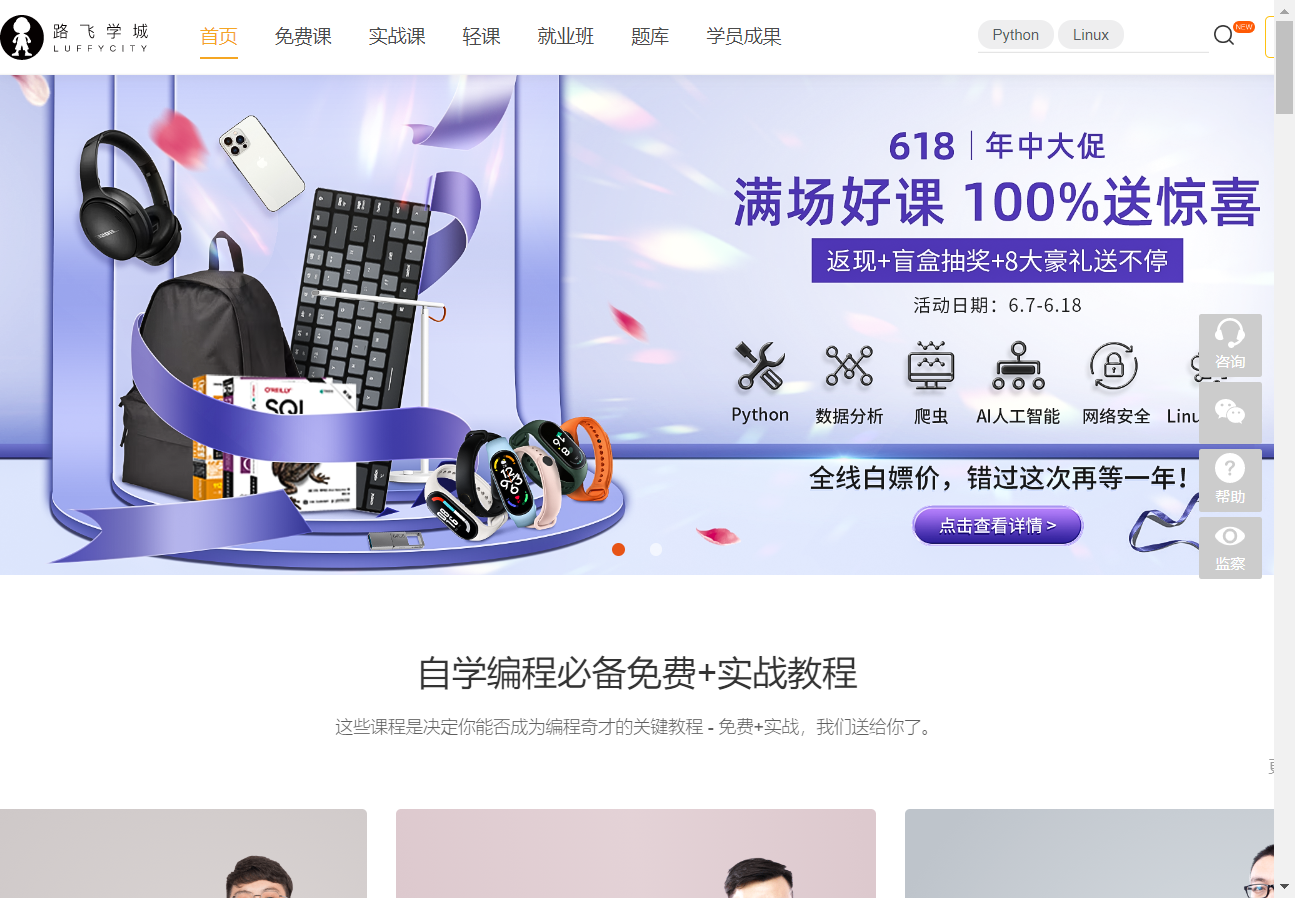 路飞学城
LUFFYCITY
首页 免费课 实战课 轻课 就业班 题库 学员成果
Python Linux
NEW
618 年中大促
满场好课 100%送惊喜
返现+盲盒抽奖+8大豪礼送不停
活动日期：6.7-6.18
Python 数据分析 爬虫 AI人工智能 网络安全
全线白嫖价，错过这次再等一年！
点击查看详情 >
O'REILLY
SQL
咨询
帮助
监察
自学编程必备免费+实战教程
这些课程是决定你能否成为编程奇才的关键教程 - 免费+实战，我们送给你了。